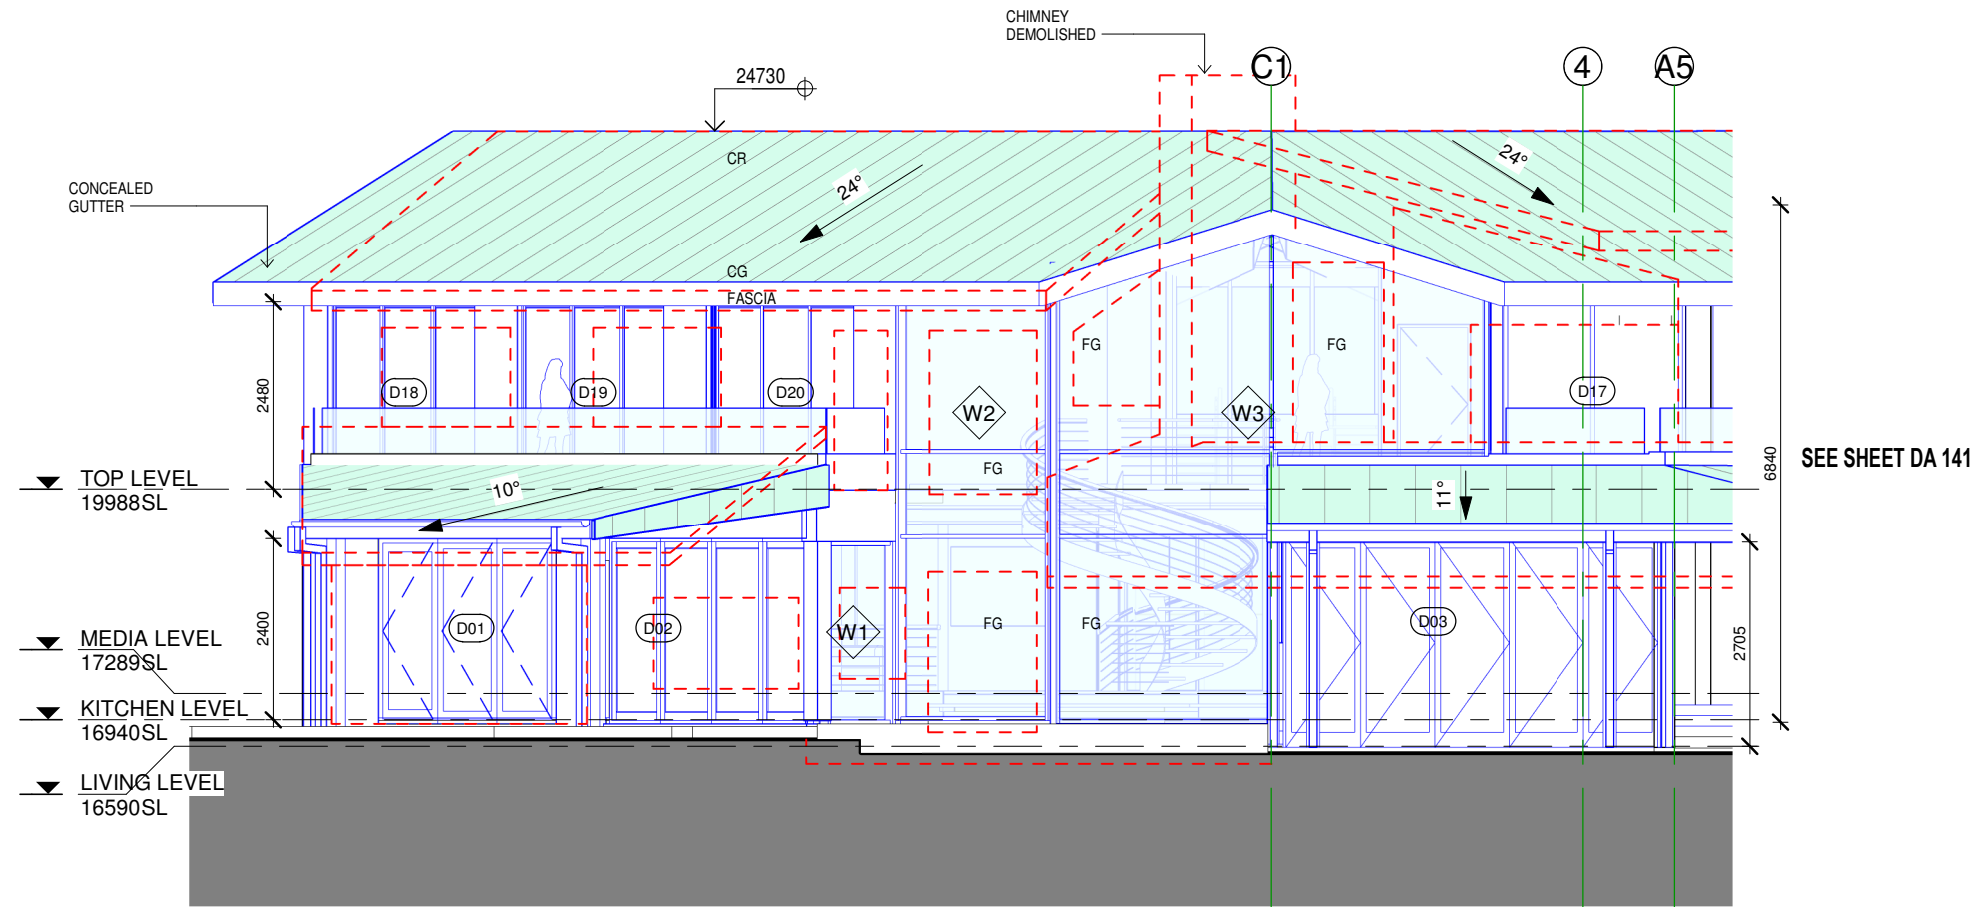 CHIMNEY
DEMOLISHED
C1
4
A5
24730
CR
24°
24°
CONCEALED
GUTTER
CG
FASCIA
FG
FG
2480
D18
D19
D20
W2
W3
D17
6840
SEE SHEET DA 141
TOP LEVEL
19988SL
10°
FG
11°
2400
MEDIA LEVEL
17289SL
D01
D02
W1
FG
FG
D03
2705
KITCHEN LEVEL
16940SL
LIVING LEVEL
16590SL